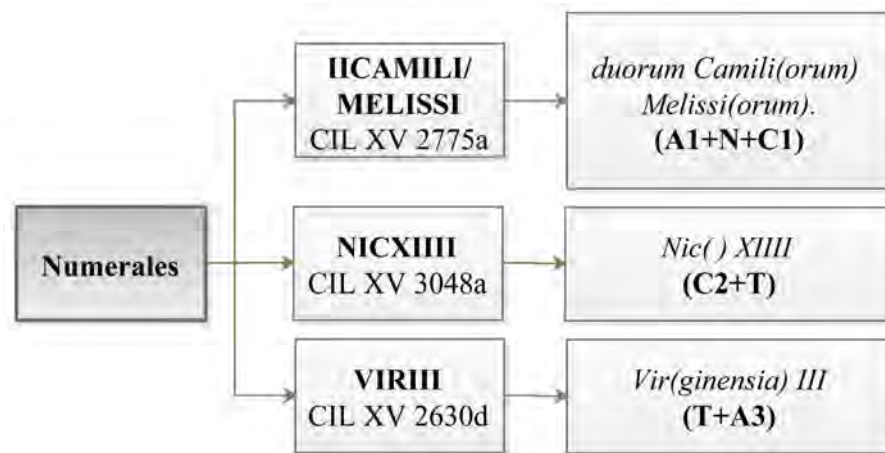 Numerales
IICAMILI/
MELISSI
CIL XV 2775a
duorum Camili(orum)
Melissi(orum).
(A1+N+C1)
NICXIIII
CIL XV 3048a
Nic( ) XIIII
(C2+T)
VIRIII
CIL XV 2630d
Vir(ginensia) III
(T+A3)